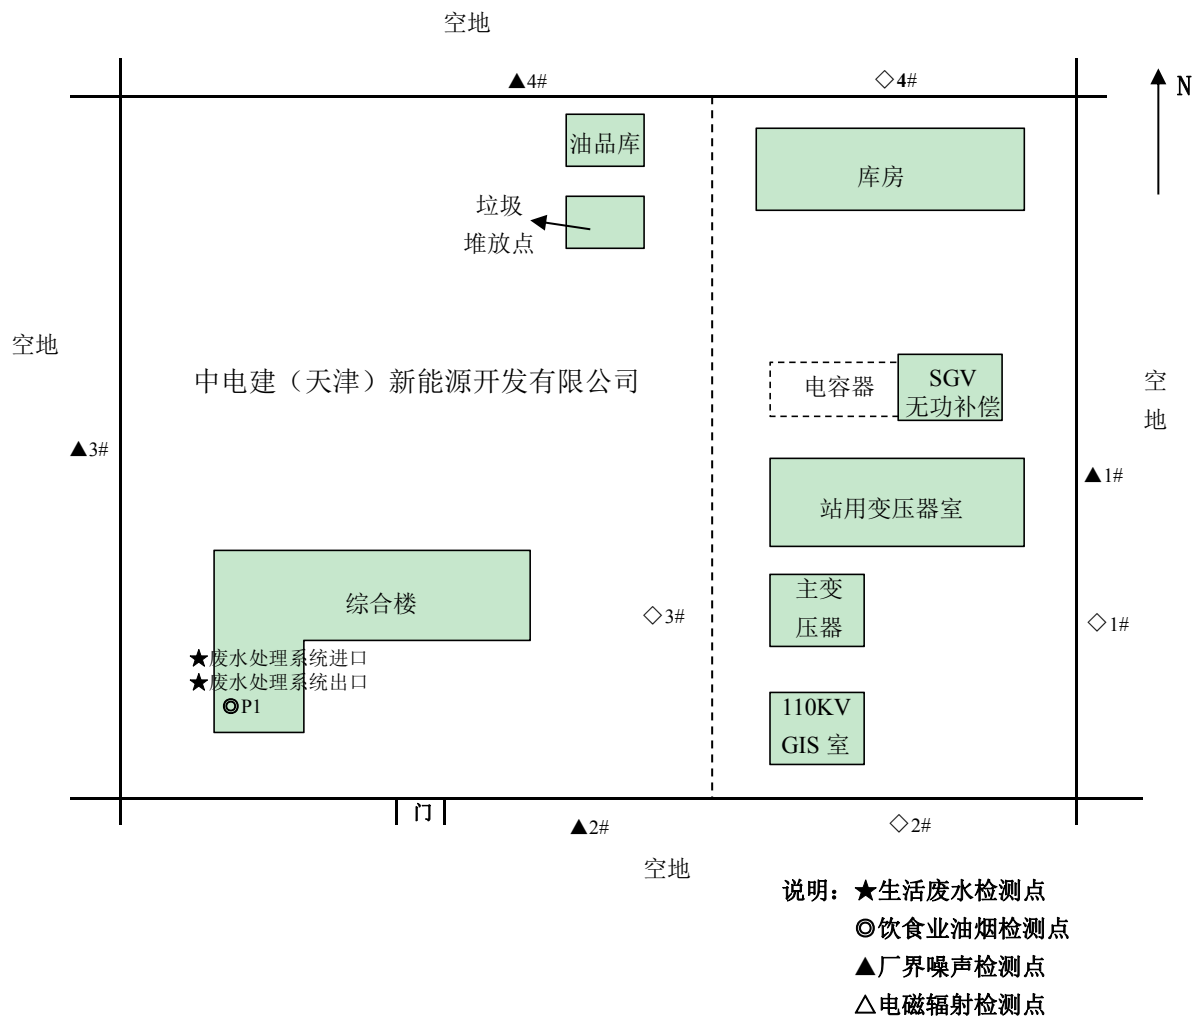 空地
▲4#
◇4#
N
油品库
库房
垃圾
堆放点
空地
中电建（天津）新能源开发有限公司
电容器
SGV
无功补偿
空
地
▲3#
▲1#
站用变压器室
综合楼
主变
压器
◇3#
◇1#
★废水处理系统进口
★废水处理系统出口
◎P1
110KV
GIS 室
门
▲2#
◇2#
空地
说明：★生活废水检测点
◎饮食业油烟检测点
▲厂界噪声检测点
△电磁辐射检测点